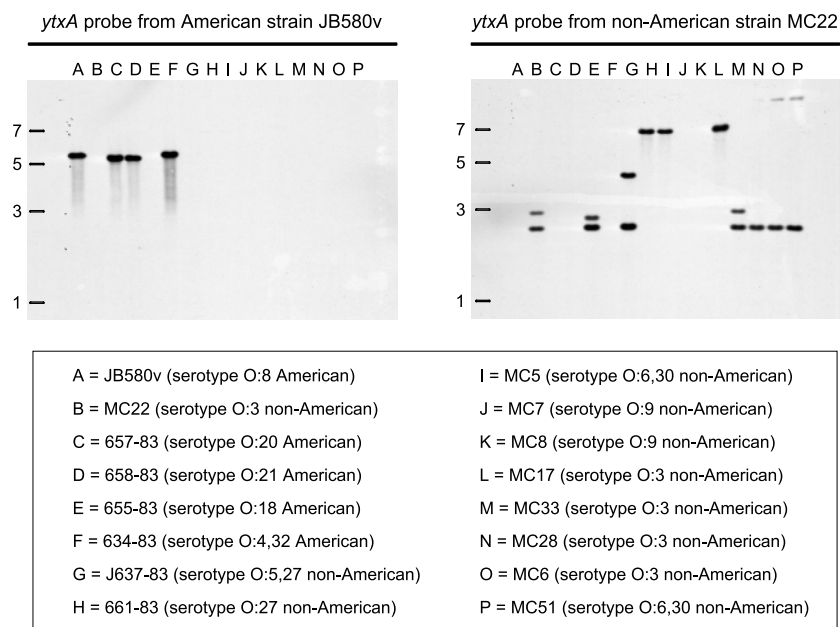 ytxA probe from American strain JB580v
A B C D E F G H I J K L M N O P
7
5
3
1
ytxA probe from non-American strain MC22
A B C D E F G H I J K L M N O P
7
5
3
1
A = JB580v (serotype O:8 American)
B = MC22 (serotype O:3 non-American)
C = 657-83 (serotype O:20 American)
D = 658-83 (serotype O:21 American)
E = 655-83 (serotype O:18 American)
F = 634-83 (serotype O:4,32 American)
G = J637-83 (serotype O:5,27 non-American)
H = 661-83 (serotype O:27 non-American)
I = MC5 (serotype O:6,30 non-American)
J = MC7 (serotype O:9 non-American)
K = MC8 (serotype O:9 non-American)
L = MC17 (serotype O:3 non-American)
M = MC33 (serotype O:3 non-American)
N = MC28 (serotype O:3 non-American)
O = MC6 (serotype O:3 non-American)
P = MC51 (serotype O:6,30 non-American)